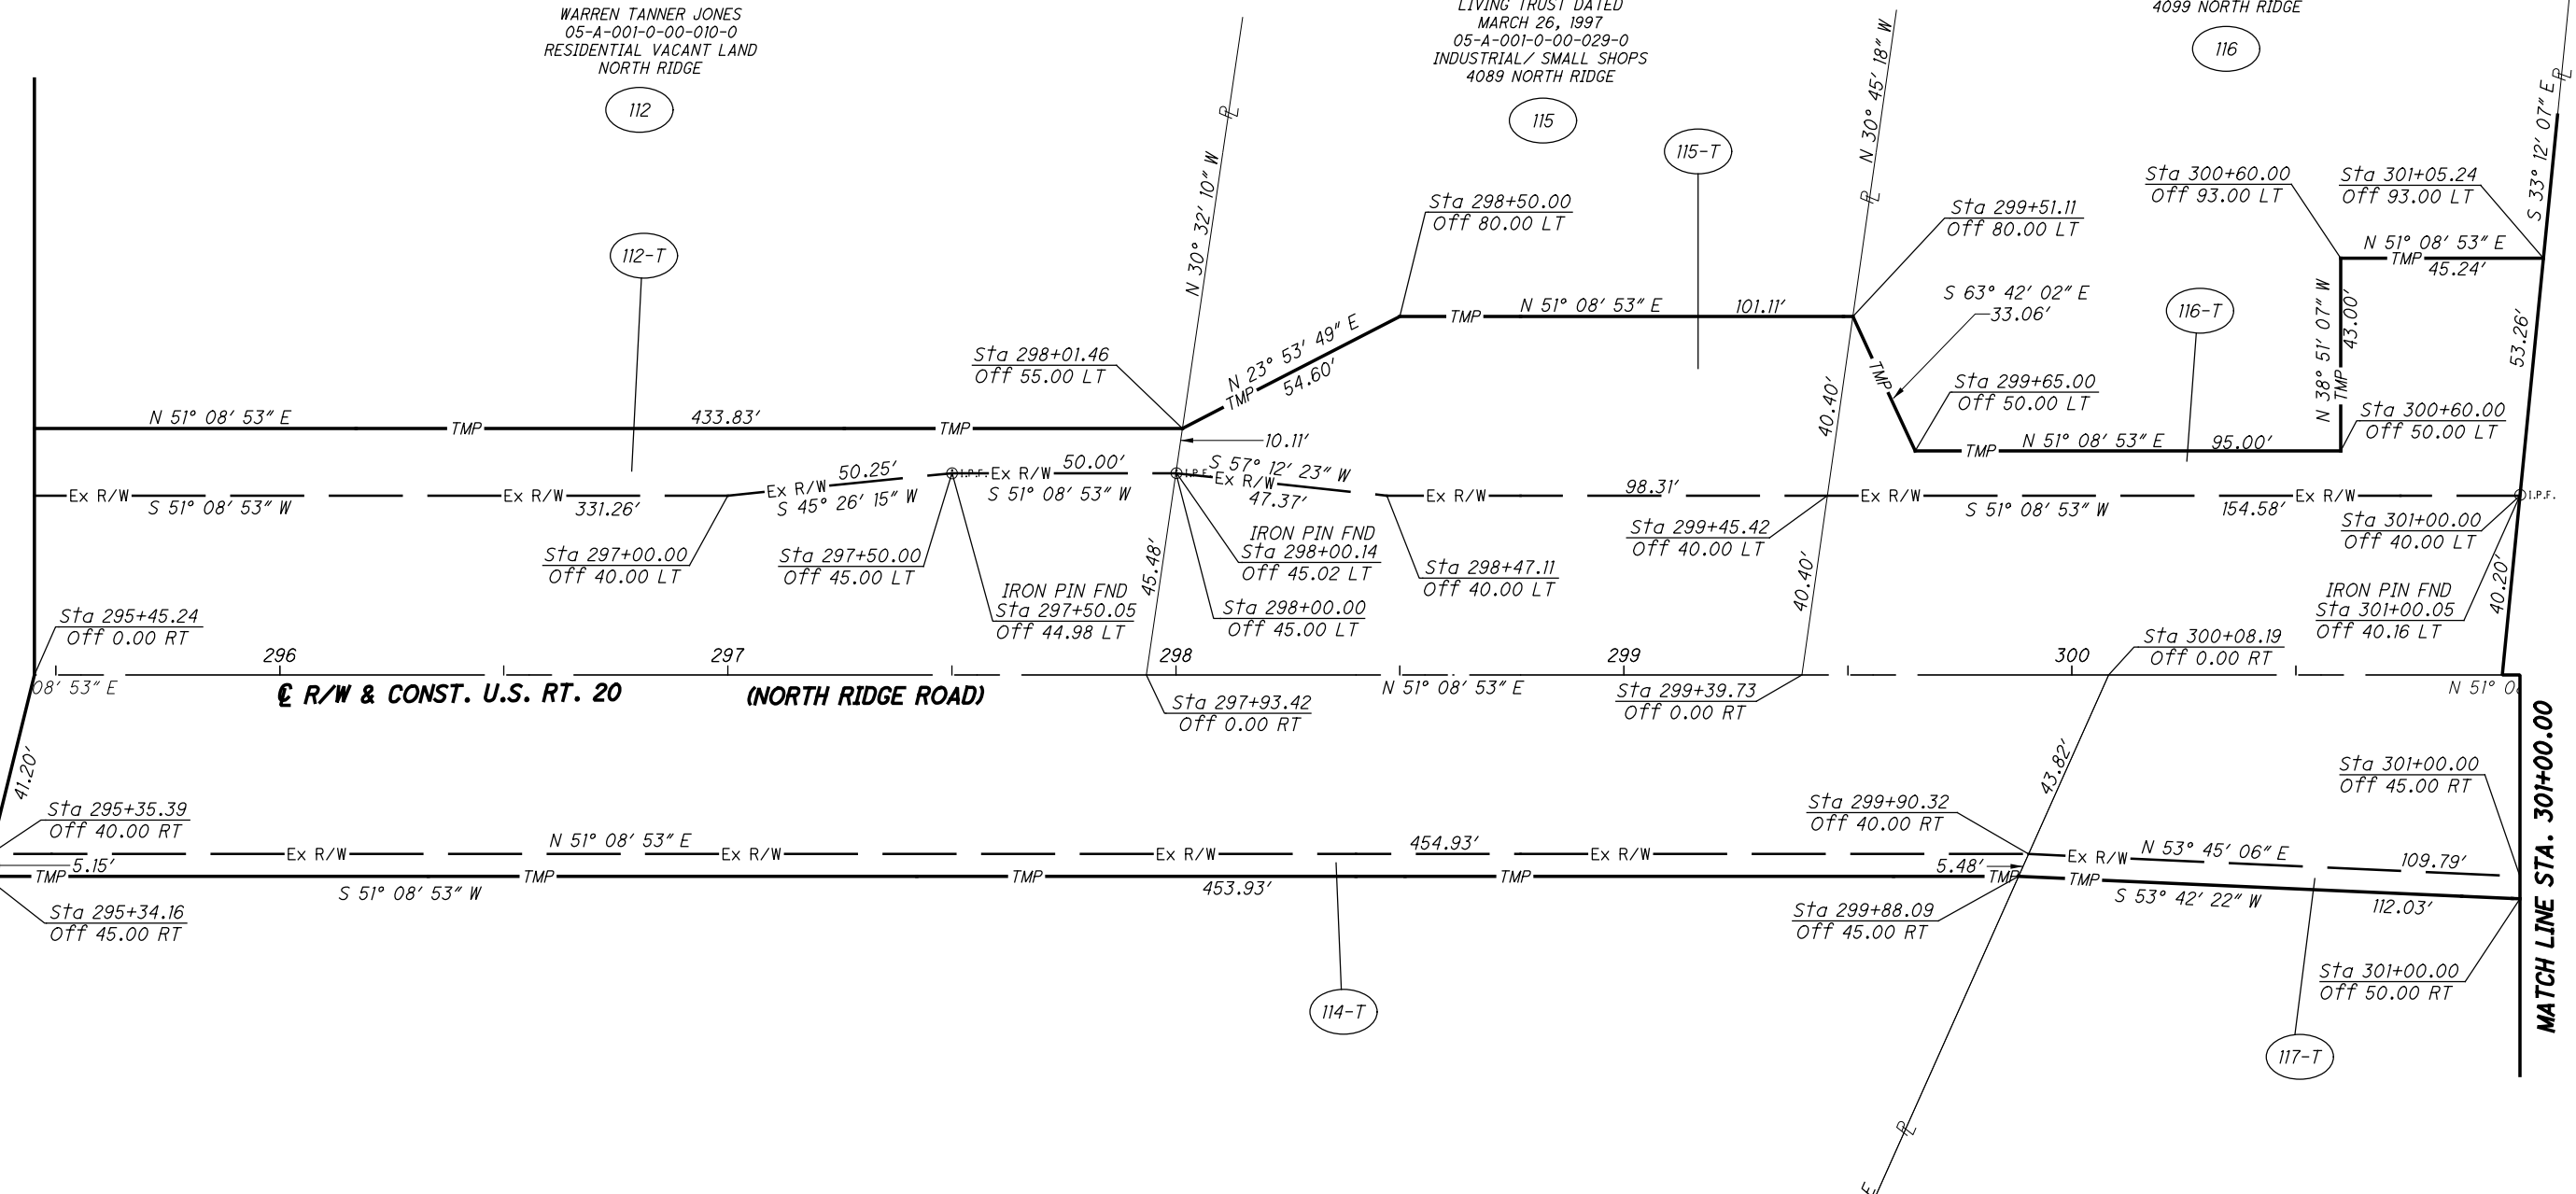 WARREN TANNER JONES
05-A-001-0-00-010-0
RESIDENTIAL VACANT LAND
NORTH RIDGE
112
LIVING TRUST DATED
MARCH 26, 1997
05-A-001-0-00-029-0
INDUSTRIAL/ SMALL SHOPS
4089 NORTH RIDGE
115
4099 NORTH RIDGE
116
112-T
115-T
116-T
N 30° 32' 10" W
N 30° 45' 18" W
S 33° 12' 07" E
Sta 298+50.00
Off 80.00 LT
Sta 299+51.11
Off 80.00 LT
Sta 300+60.00
Off 93.00 LT
Sta 301+05.24
Off 93.00 LT
N 51° 08' 53" E
TMP
45.24'
S 63° 42' 02" E
33.06'
N 38° 51' 07" W
TMP
43.00'
53.26'
TMP
N 51° 08' 53" E
101.11'
N 23° 53' 49" E
TMP
54.60'
Sta 298+01.46
Off 55.00 LT
TMP
40.40'
Sta 299+65.00
Off 50.00 LT
Sta 300+60.00
Off 50.00 LT
N 51° 08' 53" E
TMP
433.83'
TMP
10.11'
TMP
N 51° 08' 53" E
95.00'
Ex R/W
S 51° 08' 53" W
Ex R/W
331.26'
Ex R/W
50.25'
S 45° 26' 15" W
I.P.F.
Ex R/W
50.00'
S 51° 08' 53" W
I.P.F.
S 57° 12' 23" W
Ex R/W
47.37'
Ex R/W
98.31'
Ex R/W
S 51° 08' 53" W
154.58'
Ex R/W
I.P.F.
Sta 297+00.00
Off 40.00 LT
Sta 297+50.00
Off 45.00 LT
IRON PIN FND
Sta 297+50.05
Off 44.98 LT
45.48'
IRON PIN FND
Sta 298+00.14
Off 45.02 LT
Sta 298+00.00
Off 45.00 LT
Sta 298+47.11
Off 40.00 LT
Sta 299+45.42
Off 40.00 LT
40.40'
Sta 301+00.00
Off 40.00 LT
IRON PIN FND
Sta 301+00.05
Off 40.16 LT
40.20'
Sta 295+45.24
Off 0.00 RT
Sta 300+08.19
Off 0.00 RT
296
297
298
299
300
08' 53" E
℄ R/W & CONST. U.S. RT. 20
(NORTH RIDGE ROAD)
Sta 297+93.42
Off 0.00 RT
N 51° 08' 53" E
Sta 299+39.73
Off 0.00 RT
N 51°
MATCH LINE STA. 301+00.00
41.20'
43.82'
Sta 295+35.39
Off 40.00 RT
Sta 299+90.32
Off 40.00 RT
Sta 301+00.00
Off 45.00 RT
5.15'
Ex R/W
N 51° 08' 53" E
Ex R/W
Ex R/W
454.93'
Ex R/W
5.48'
Ex R/W
N 53° 45' 06" E
109.79'
TMP
S 51° 08' 53" W
TMP
TMP
453.93'
TMP
TMP
TMP
S 53° 42' 22" W
112.03'
Sta 295+34.16
Off 45.00 RT
Sta 299+88.09
Off 45.00 RT
Sta 301+00.00
Off 50.00 RT
114-T
117-T